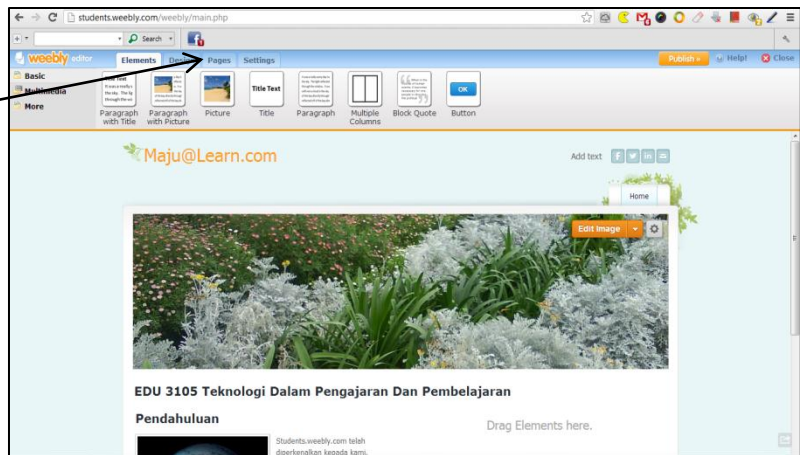 students.weebly.com/weebly/main.php
Search
weebly editor
Elements Design Pages Settings
Publish » Help! Close
Basic
Multimedia
More
Title Text
Paragraph with Title
Paragraph with Picture
Picture
Title Text
Title
Paragraph
Multiple Columns
Block Quote
OK
Button
Maju@Learn.com
Add text
Home
Edit Image
EDU 3105 Teknologi Dalam Pengajaran Dan Pembelajaran
Pendahuluan
Drag Elements here.
Students.weebly.com telah
diperkenalkan kepada kami.